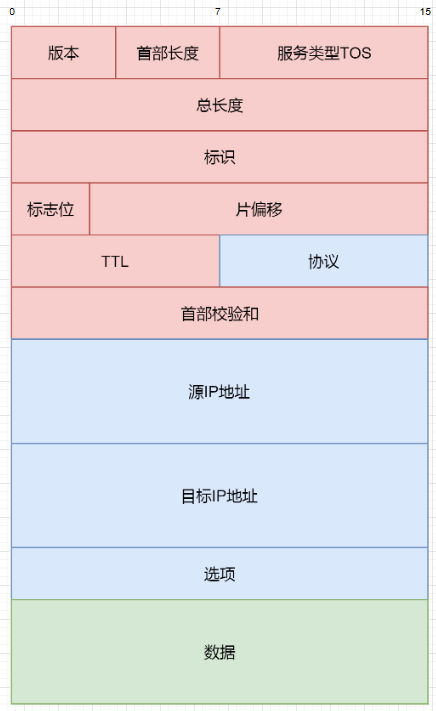 0 7 15
版本 首部长度 服务类型TOS
总长度
标识
标志位 片偏移
TTL 协议
首部校验和
源IP地址
目标IP地址
选项
数据